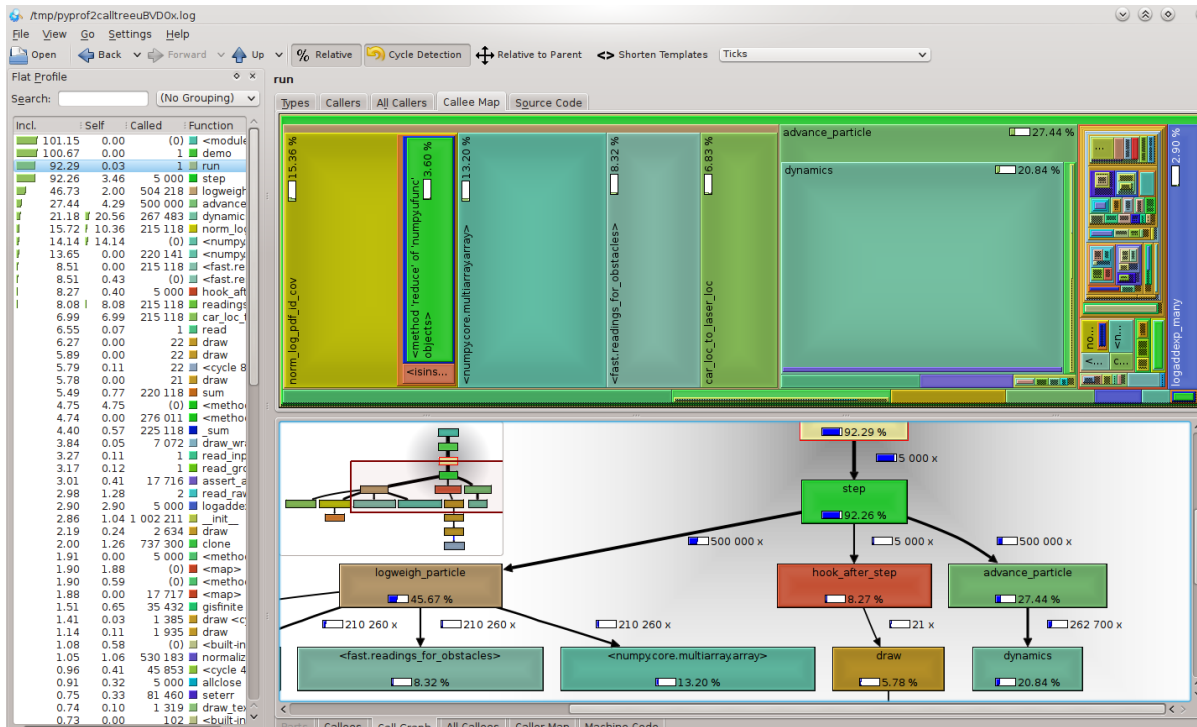 /tmp/pyprof2calltreeuBVD0x.log
File View Go Settings Help
Open Back Forward Up % Relative Cycle Detection Relative to Parent <> Shorten Templates Ticks
Flat Profile
Search: (No Grouping)
Incl. Self Called Function
101.15 0.00 (0) <module
100.67 0.00 1 demo
92.29 0.03 1 run
92.26 3.46 5 000 step
46.73 2.00 504 218 logweigh
27.44 4.29 500 000 advance
21.18 20.56 267 483 dynamic
15.72 10.36 215 118 norm_log
14.14 14.14 (0) <numpy
13.65 0.00 220 141 <numpy
8.51 0.00 215 118 <fast.re
8.51 0.43 (0) <fast.re
8.27 0.40 5 000 hook_aft
8.08 8.08 215 118 readings
6.99 6.99 215 118 car_loc_t
6.55 0.07 1 read
6.27 0.00 22 draw
5.89 0.00 22 draw
5.79 0.11 22 <cycle 8
5.78 0.00 21 draw
5.49 0.77 220 118 sum
4.75 4.75 (0) <method
4.74 0.00 276 011 <method
4.40 0.57 225 118 _sum
3.84 0.05 7 072 draw_wra
3.27 0.11 1 read_inp
3.17 0.12 1 read_gro
3.01 0.41 17 716 assert_a
2.98 1.28 2 read_raw
2.90 2.90 5 000 logaddex
2.86 1.04 1 002 211 __init__
2.19 0.24 2 634 draw
2.00 1.26 737 300 clone
1.91 0.00 5 000 <method
1.90 1.88 (0) <map>
1.90 0.59 (0) <method
1.88 0.00 17 717 <map>
1.51 0.65 35 432 gisfinite
1.41 0.03 1 385 draw <cy
1.14 0.11 1 935 draw
1.08 0.58 (0) <built-in
1.05 1.06 530 183 normaliz
0.96 0.41 45 853 <cycle 4
0.91 0.32 5 000 allclose
0.75 0.33 81 460 seterr
0.74 0.10 1 319 draw_tex
0.73 0.00 102 <built-in
run
Types Callers All Callers Callee Map Source Code
norm_log_pdf_id_cov 15.36 %
<method 'reduce' of 'numpy.ufunc' objects> 3.60 %
<isins...
<numpy.core.multiarray.array> 13.20 %
<fast.readings_for_obstacles> 8.32 %
car_loc_to_laser_loc 6.83 %
advance_particle 27.44 %
dynamics 20.84 %
...
no...
<n...
<...
c...
logaddexp_many 2.90 %
92.29 %
5 000 x
step
92.26 %
500 000 x
5 000 x
500 000 x
logweigh_particle
45.67 %
hook_after_step
8.27 %
advance_particle
27.44 %
210 260 x
210 260 x
210 260 x
21 x
262 700 x
<fast.readings_for_obstacles>
8.32 %
<numpy.core.multiarray.array>
13.20 %
draw
5.78 %
dynamics
20.84 %
Parts Callees Call Graph All Callees Caller Map Machine Code